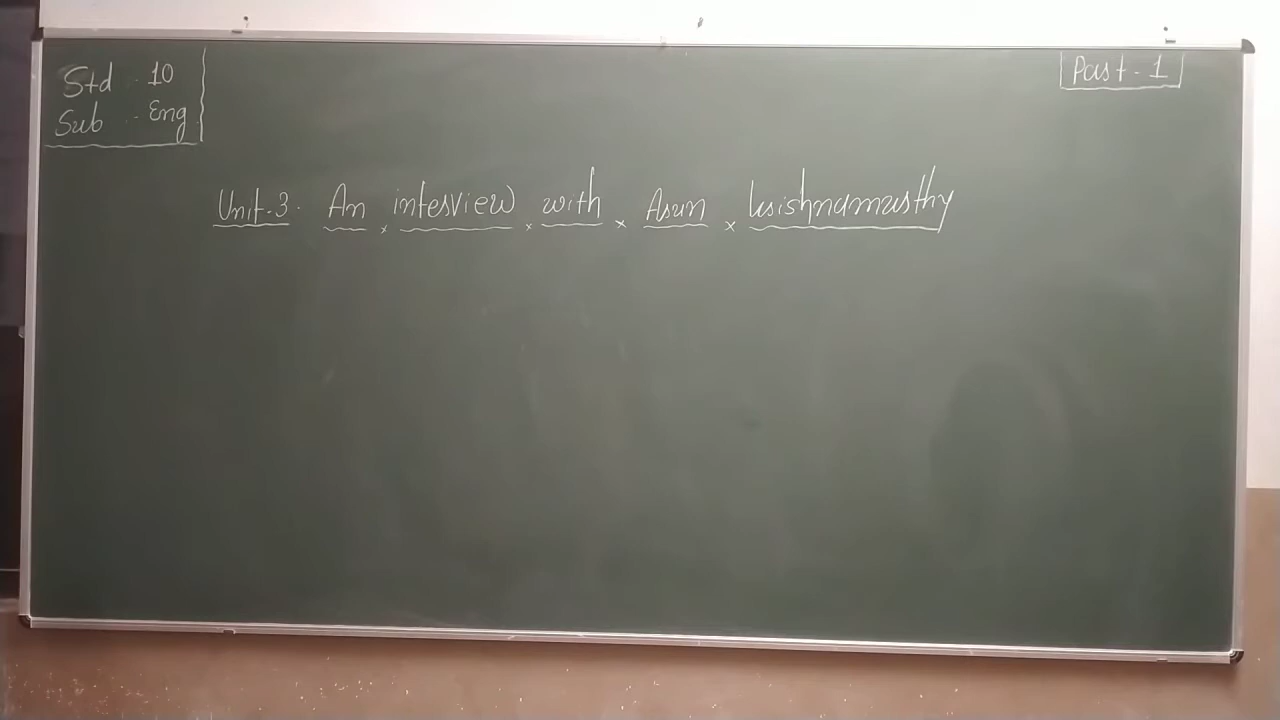 Std . 10
Sub . Eng
Part - 1
Unit-3. An interview with Arun krishnamurthy